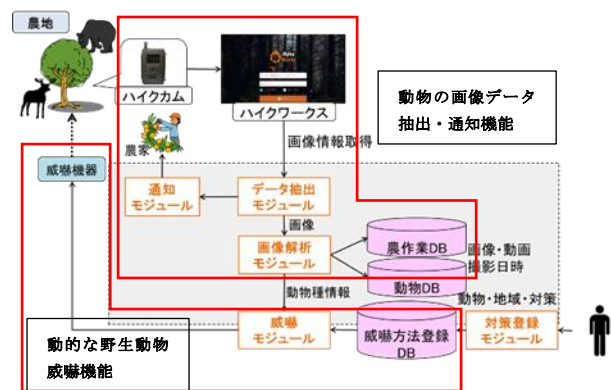 農地
ハイクカム
ハイクワークス
動物の画像データ
抽出・通知機能
画像情報取得
農家
威嚇機器
通知
モジュール
データ抽出
モジュール
画像
画像解析
モジュール
農作業DB
動物DB
画像・動画
撮影日時
動物種情報
動物・地域・対策
威嚇
モジュール
威嚇方法登録
DB
対策登録
モジュール
動的な野生動物
威嚇機能